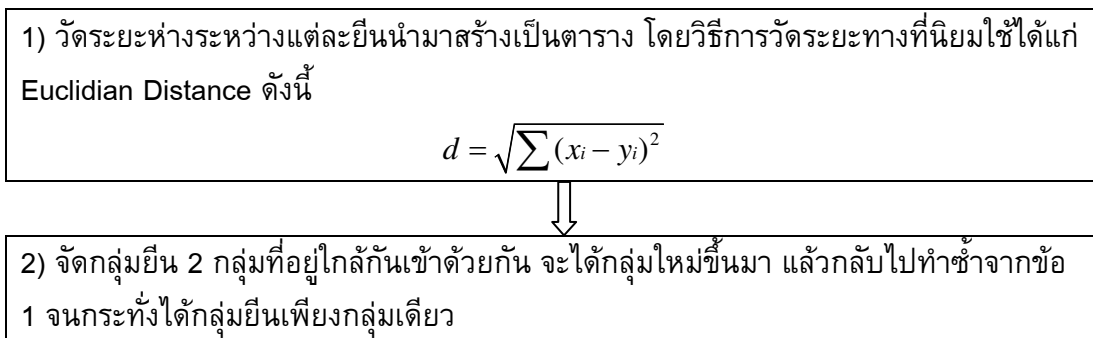 1) วัดระยะห่างระหว่างแต่ละยีนนำมาสร้างเป็นตาราง โดยวิธีการวัดระยะทางที่นิยมใช้ได้แก่
Euclidian Distance ดังนี้
d = √∑(xi − yi)²
2) จัดกลุ่มยีน 2 กลุ่มที่อยู่ใกล้กันเข้าด้วยกัน จะได้กลุ่มใหม่ขึ้นมา แล้วกลับไปทำซ้ำจากข้อ
1 จนกระทั่งได้กลุ่มยีนเพียงกลุ่มเดียว